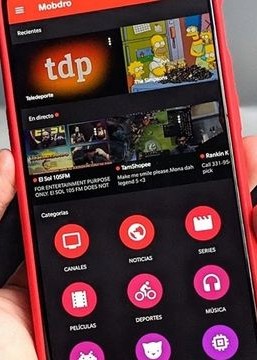 Mobdro
Recientes
tdp
Teledeporte
The Simpsons
En directo
El Sol 105FM
FOR ENTERTAINMENT PURPOSE
ONLY. El SOL 105 FM DOES NOT
TamShopee
Make me smile please.Mona dah
legend 5 <3
Rankin K
Call 331-95
pick
Categorías
CANALES
NOTICIAS
SERIES
PELÍCULAS
DEPORTES
MÚSICA